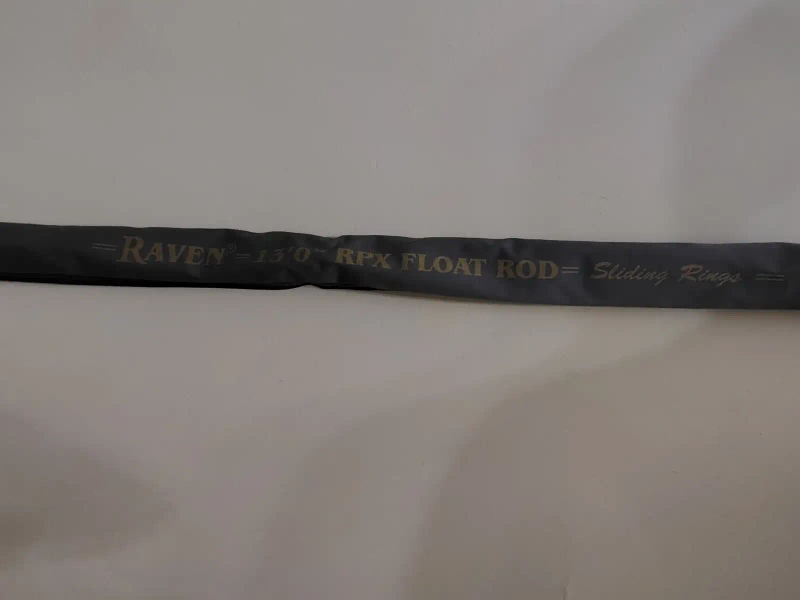 = RAVEN® = 13'0" RPX FLOAT ROD = Sliding Rings =